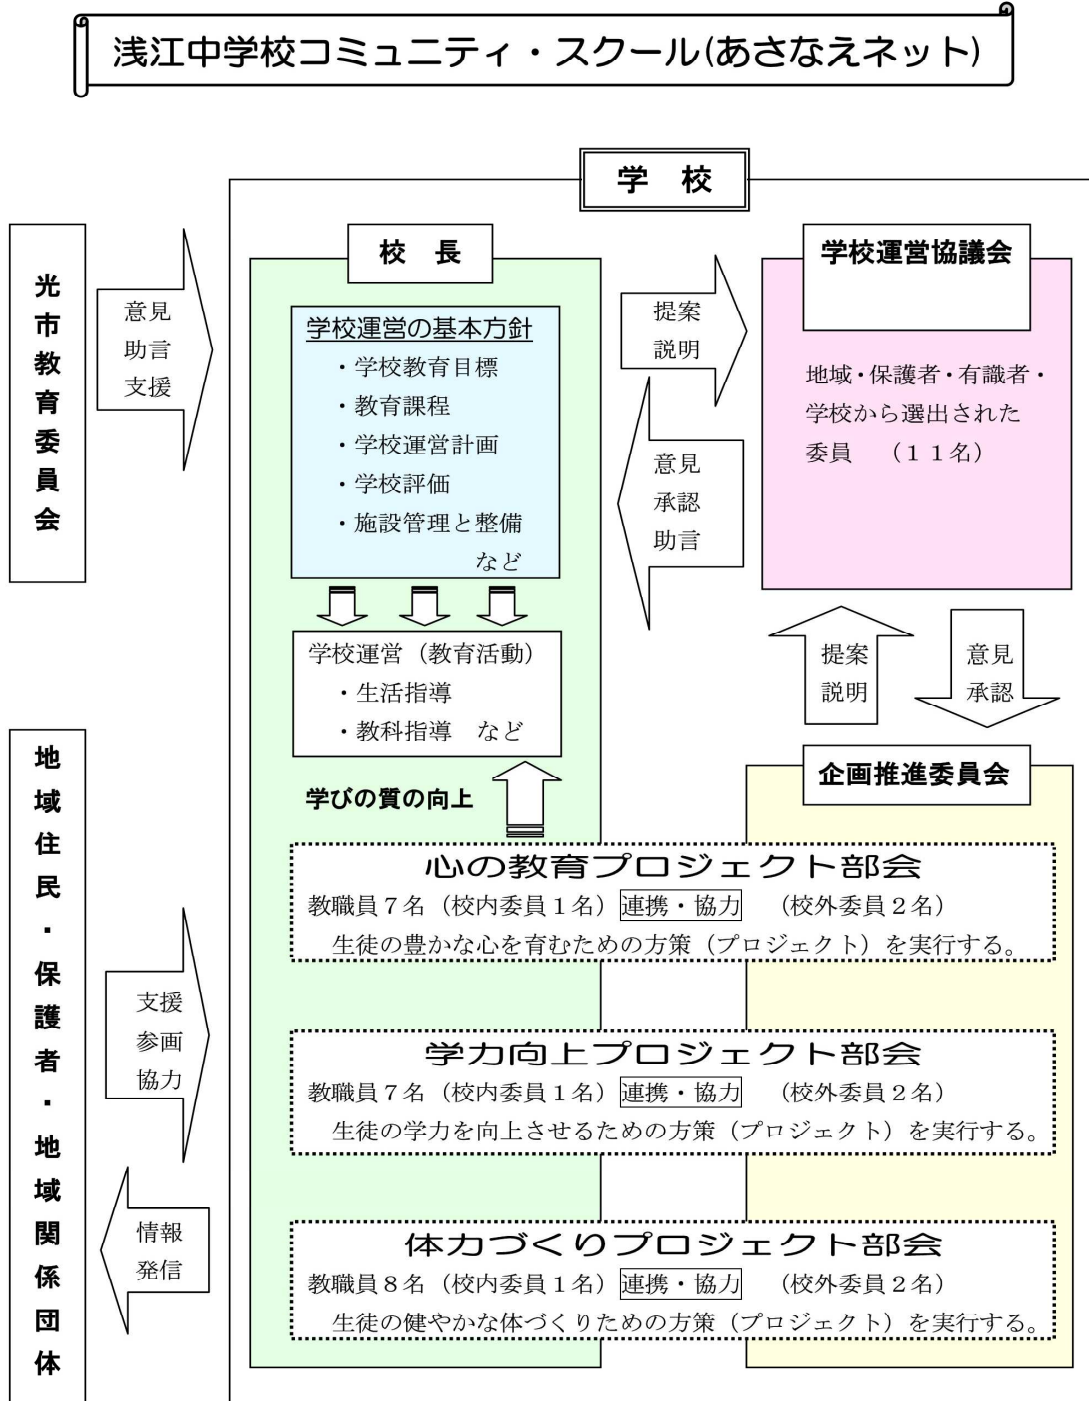 浅江中学校コミュニティ・スクール(あさなえネット)
学　校
光市教育委員会
意見
助言
支援
校　長
学校運営の基本方針
・学校教育目標
・教育課程
・学校運営計画
・学校評価
・施設管理と整備
など
提案
説明
意見
承認
助言
学校運営協議会
地域・保護者・有識者・
学校から選出された
委員　（１１名）
学校運営（教育活動）
・生活指導
・教科指導　など
提案
説明
意見
承認
学びの質の向上
企画推進委員会
地域住民・保護者・地域関係団体
支援
参画
協力
情報
発信
心の教育プロジェクト部会
教職員７名（校内委員１名）連携・協力　（校外委員２名）
生徒の豊かな心を育むための方策（プロジェクト）を実行する。
学力向上プロジェクト部会
教職員７名（校内委員１名）連携・協力　（校外委員２名）
生徒の学力を向上させるための方策（プロジェクト）を実行する。
体力づくりプロジェクト部会
教職員８名（校内委員１名）連携・協力　（校外委員２名）
生徒の健やかな体づくりための方策（プロジェクト）を実行する。